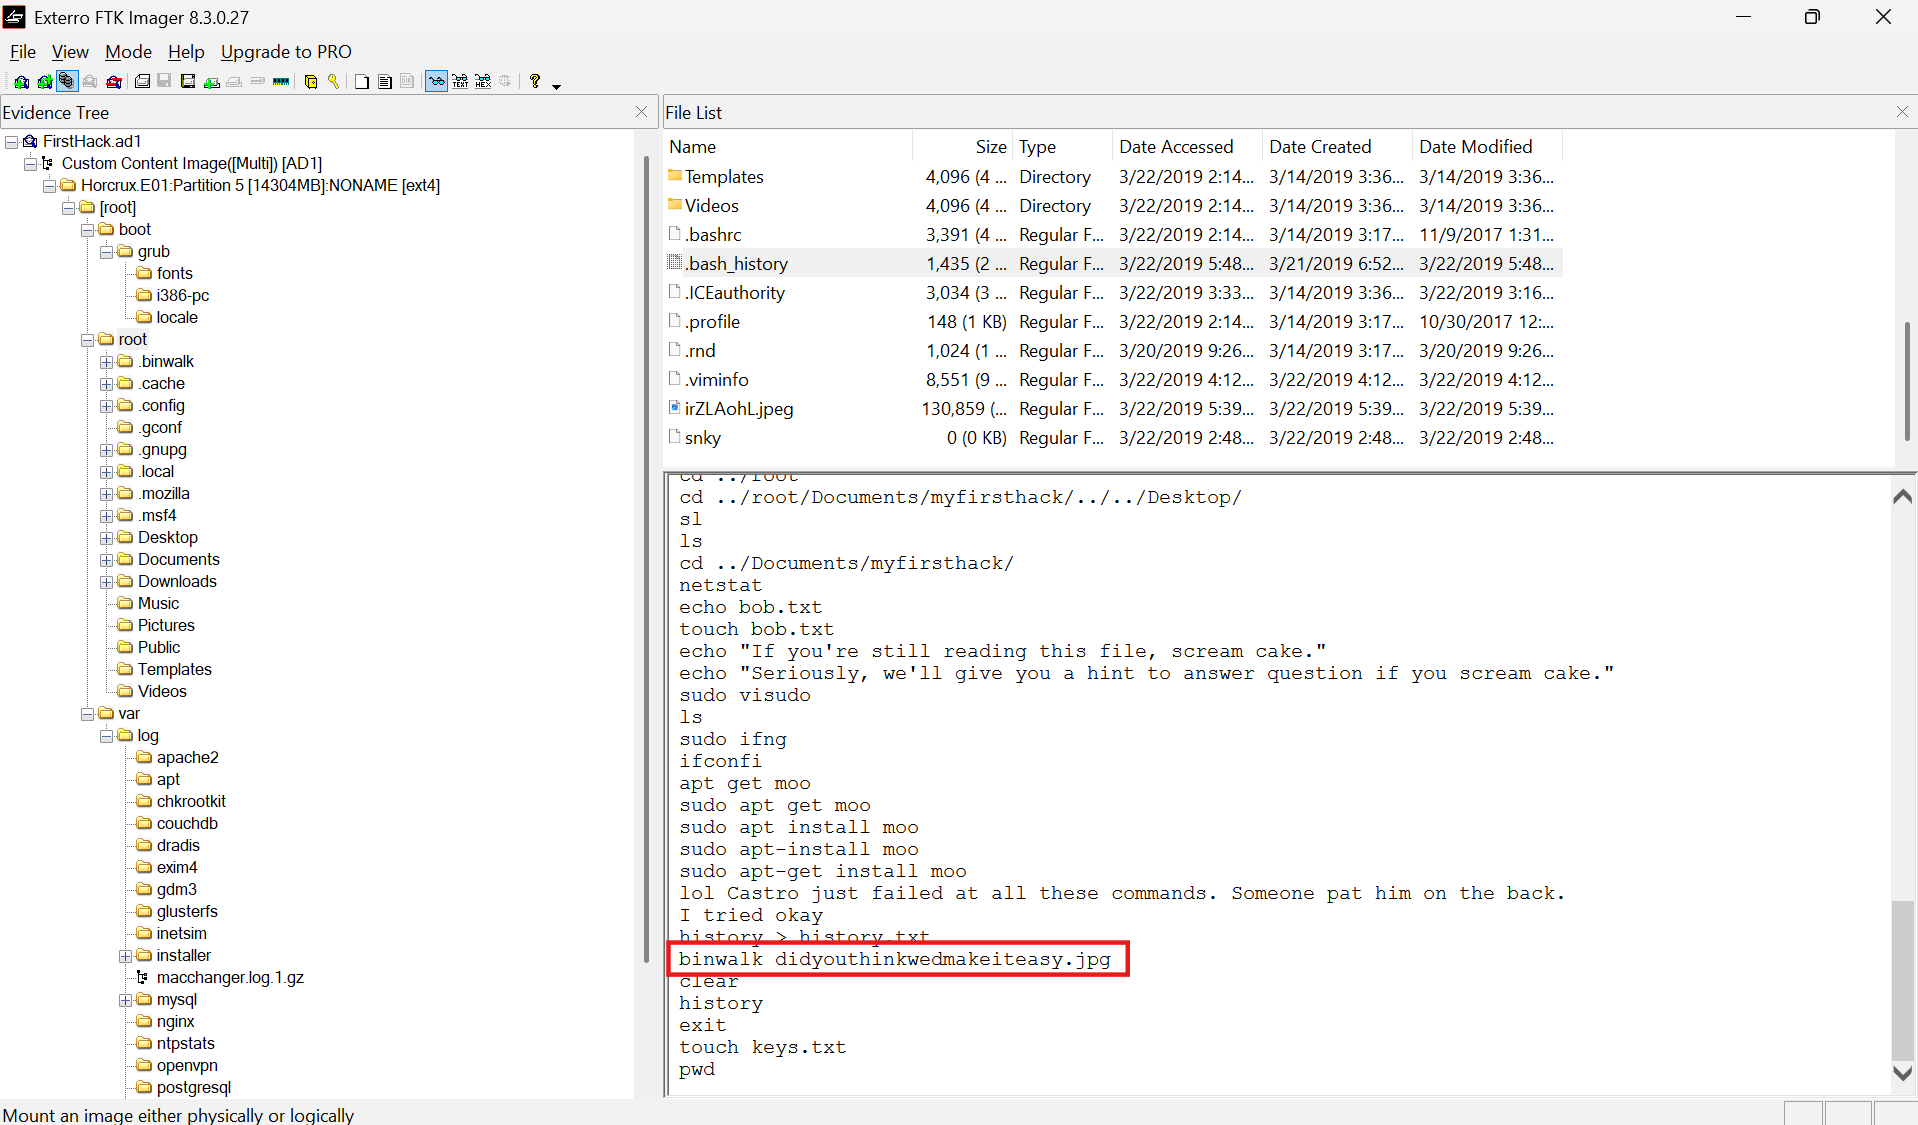 Exterro FTK Imager 8.3.0.27
File View Mode Help Upgrade to PRO
Evidence Tree
FirstHack.ad1
Custom Content Image([Multi]) [AD1]
Horcrux.E01:Partition 5 [14304MB]:NONAME [ext4]
[root]
boot
grub
fonts
i386-pc
locale
root
.binwalk
.cache
.config
.gconf
.gnupg
.local
.mozilla
.msf4
Desktop
Documents
Downloads
Music
Pictures
Public
Templates
Videos
var
log
apache2
apt
chkrootkit
couchdb
dradis
exim4
gdm3
glusterfs
inetsim
installer
macchanger.log.1.gz
mysql
nginx
ntpstats
openvpn
postgresql
File List
Name Size Type Date Accessed Date Created Date Modified
Templates 4,096 (4 ... Directory 3/22/2019 2:14... 3/14/2019 3:36... 3/14/2019 3:36...
Videos 4,096 (4 ... Directory 3/22/2019 2:14... 3/14/2019 3:36... 3/14/2019 3:36...
.bashrc 3,391 (4 ... Regular F... 3/22/2019 2:14... 3/14/2019 3:17... 11/9/2017 1:31...
.bash_history 1,435 (2 ... Regular F... 3/22/2019 5:48... 3/21/2019 6:52... 3/22/2019 5:48...
.ICEauthority 3,034 (3 ... Regular F... 3/22/2019 3:33... 3/14/2019 3:36... 3/22/2019 3:16...
.profile 148 (1 KB) Regular F... 3/22/2019 2:14... 3/14/2019 3:17... 10/30/2017 12:...
.rnd 1,024 (1 ... Regular F... 3/20/2019 9:26... 3/14/2019 3:17... 3/20/2019 9:26...
.viminfo 8,551 (9 ... Regular F... 3/22/2019 4:12... 3/22/2019 4:12... 3/22/2019 4:12...
irZLAohL.jpeg 130,859 (... Regular F... 3/22/2019 5:39... 3/22/2019 5:39... 3/22/2019 5:39...
snky 0 (0 KB) Regular F... 3/22/2019 2:48... 3/22/2019 2:48... 3/22/2019 2:48...
cd ../root
cd ../root/Documents/myfirsthack/../../Desktop/
sl
ls
cd ../Documents/myfirsthack/
netstat
echo bob.txt
touch bob.txt
echo "If you're still reading this file, scream cake."
echo "Seriously, we'll give you a hint to answer question if you scream cake."
sudo visudo
ls
sudo ifng
ifconfi
apt get moo
sudo apt get moo
sudo apt install moo
sudo apt-install moo
sudo apt-get install moo
lol Castro just failed at all these commands. Someone pat him on the back.
I tried okay
history > history.txt
binwalk didyouthinkwedmakeiteasy.jpg
clear
history
exit
touch keys.txt
pwd
Mount an image either physically or logically